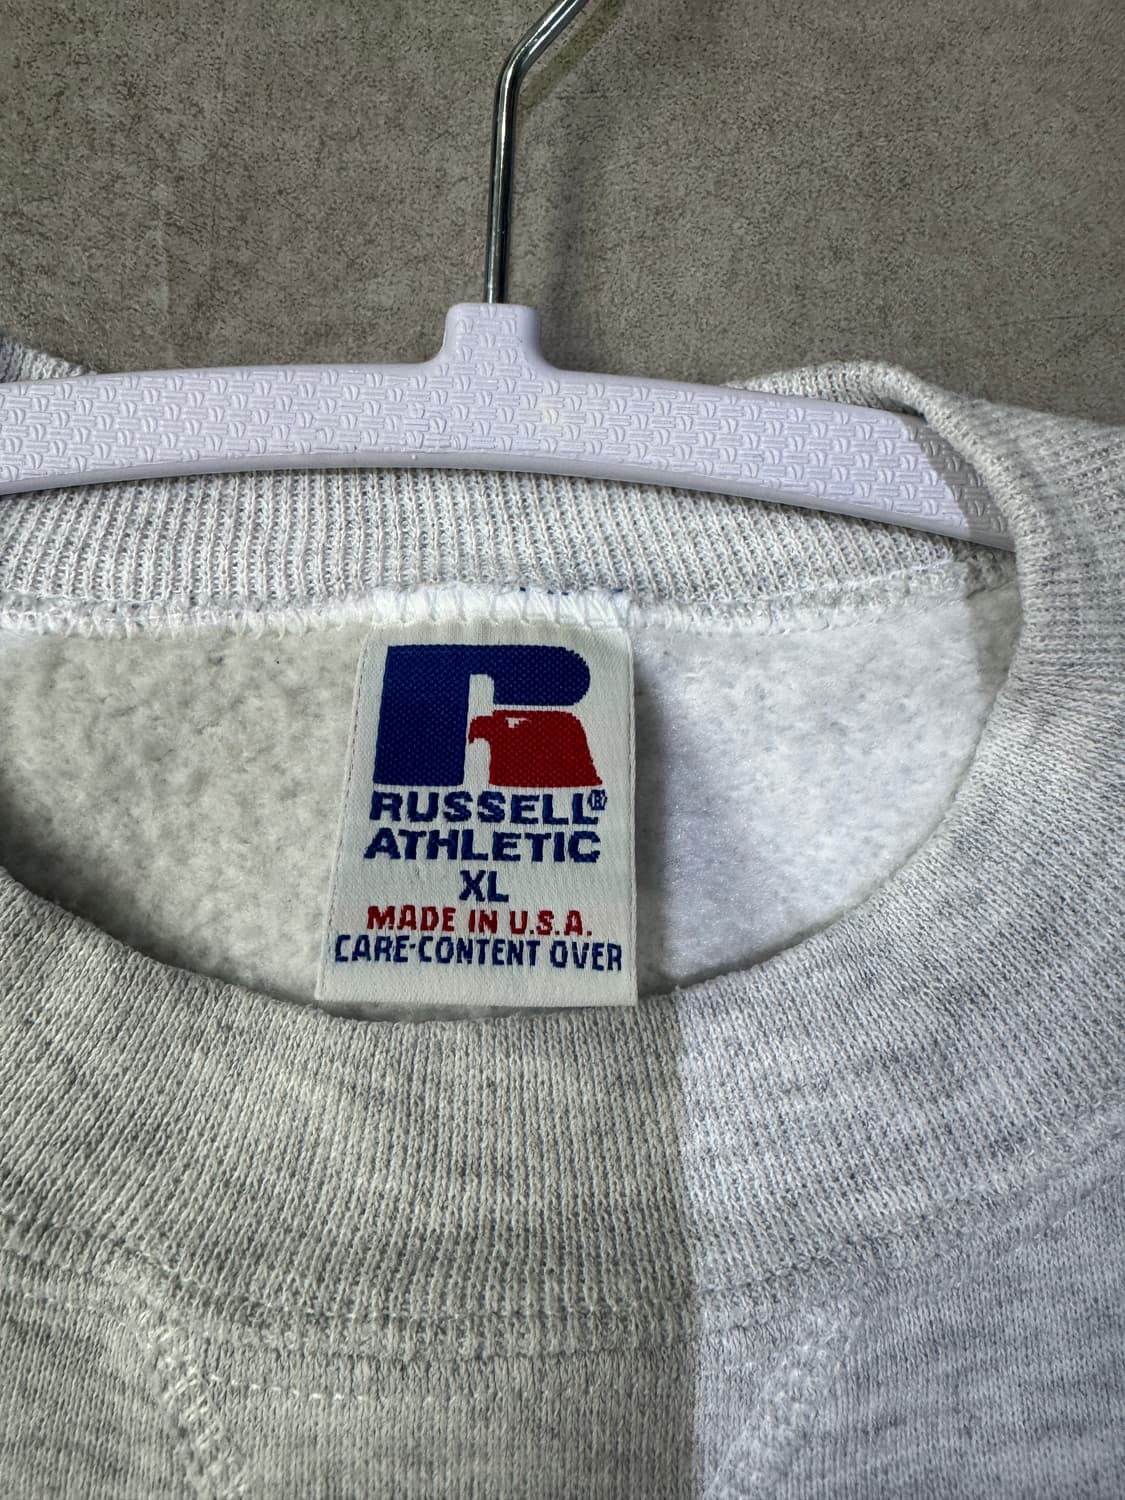 RUSSELL®
ATHLETIC
XL
MADE IN U.S.A.
CARE-CONTENT OVER